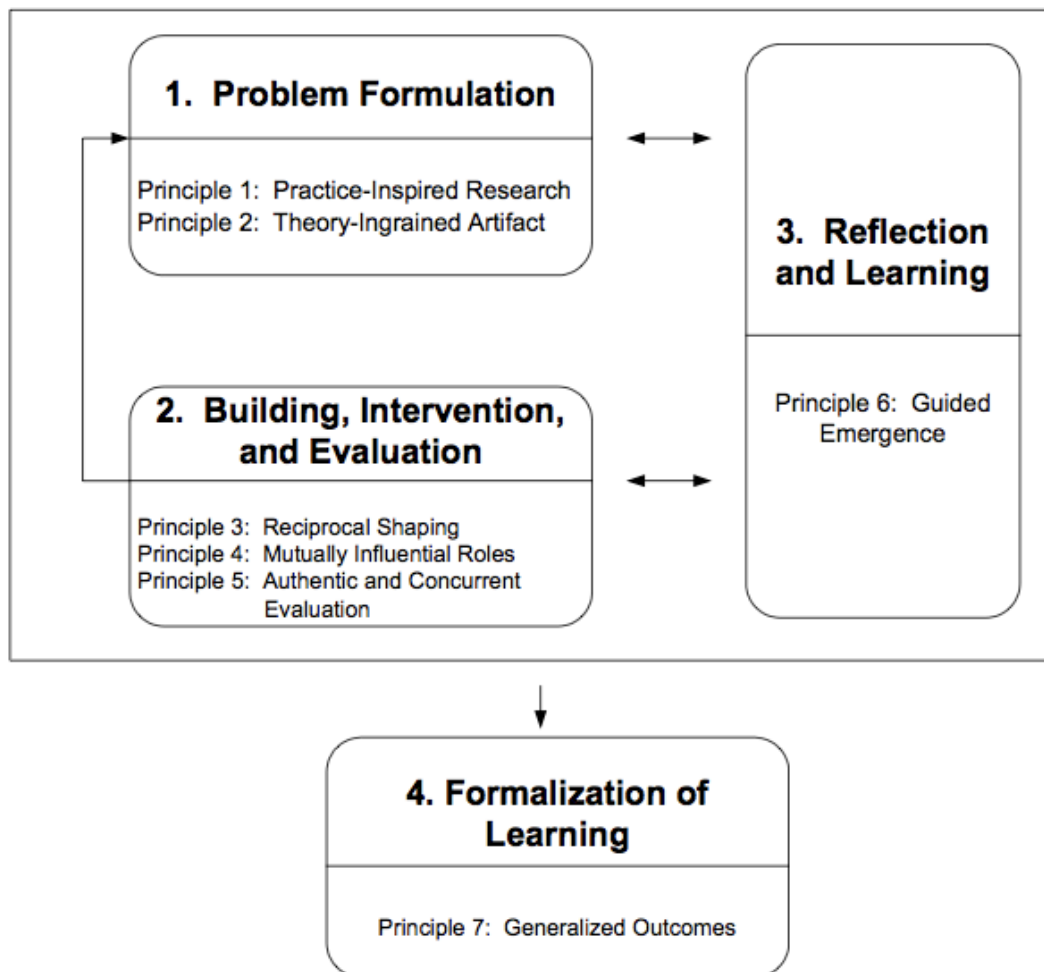 1. Problem Formulation
Principle 1: Practice-Inspired Research
Principle 2: Theory-Ingrained Artifact
2. Building, Intervention,
and Evaluation
Principle 3: Reciprocal Shaping
Principle 4: Mutually Influential Roles
Principle 5: Authentic and Concurrent
Evaluation
3. Reflection
and Learning
Principle 6: Guided
Emergence
4. Formalization of
Learning
Principle 7: Generalized Outcomes